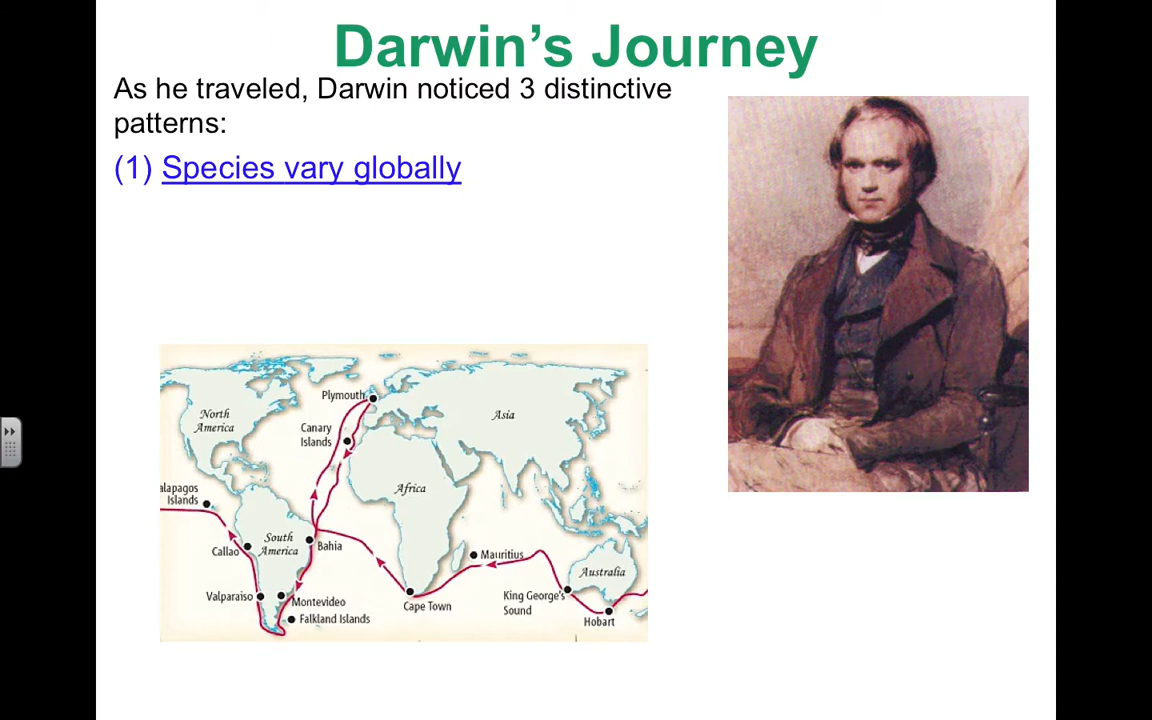 Darwin’s Journey
As he traveled, Darwin noticed 3 distinctive
patterns:
(1) Species vary globally
Plymouth
North
America
Asia
Canary
Islands
Africa
alapagos
Islands
South
America
Bahia
Callao
Mauritius
Australia
Valparaiso
Montevideo
Falkland Islands
Cape Town
King George's
Sound
Hobart